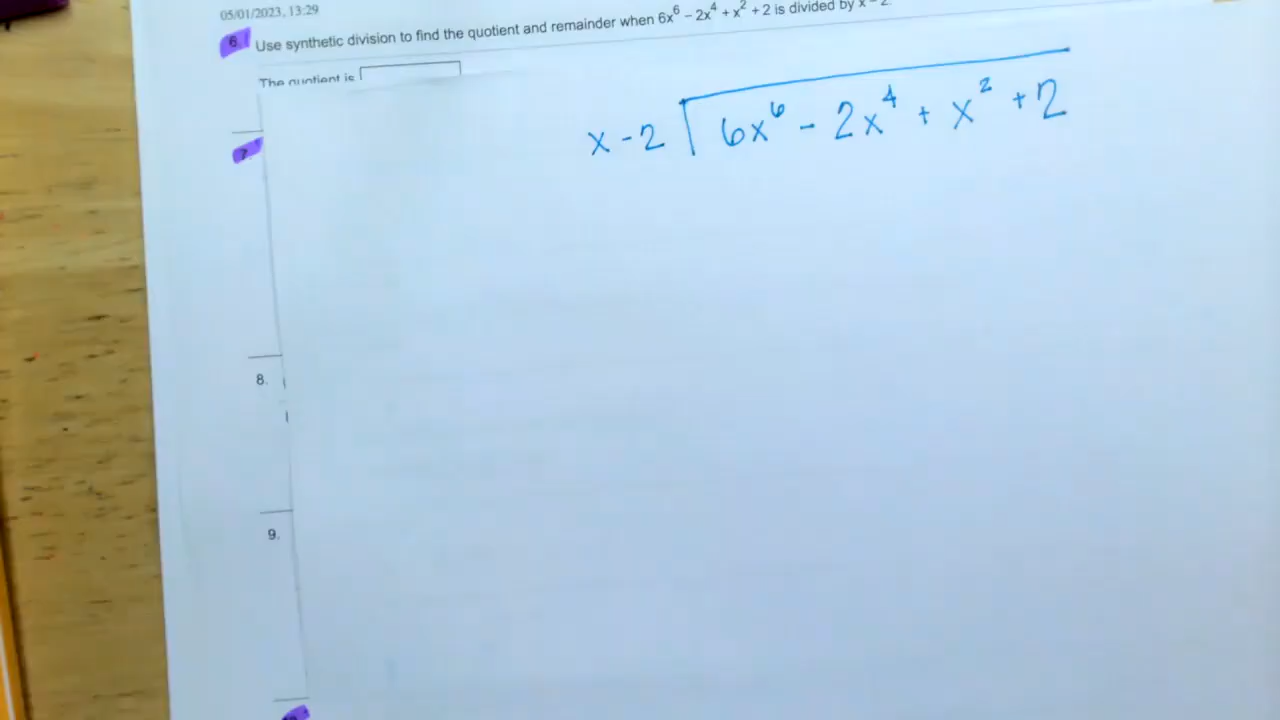 05/01/2023, 13:29
6. Use synthetic division to find the quotient and remainder when 6x⁶ − 2x⁴ + x² + 2 is divided by x − 2.
The quotient is
x - 2 6x⁶ - 2x⁴ + x² + 2
7.
8.
9.